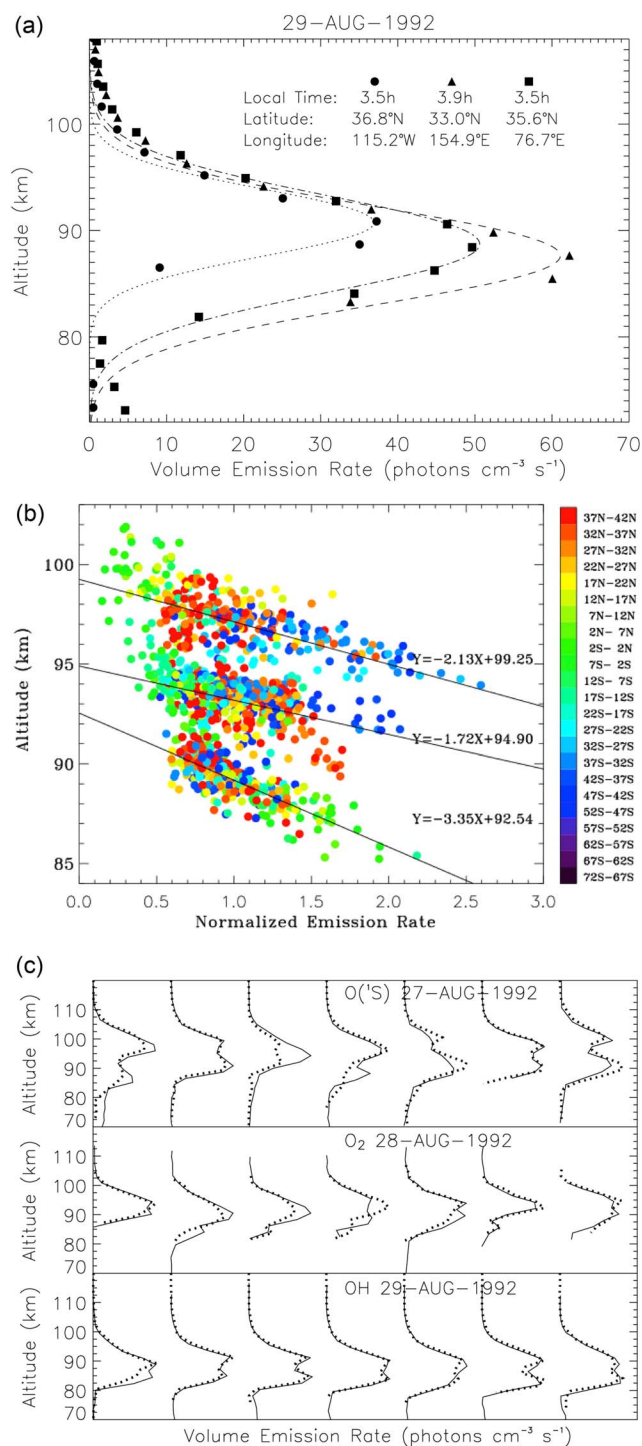 (a)
29-AUG-1992
Local Time: 3.5h 3.9h 3.5h
Latitude: 36.8°N 33.0°N 35.6°N
Longitude: 115.2°W 154.9°E 76.7°E
Altitude (km)
100
90
80
0 10 20 30 40 50 60 70
Volume Emission Rate (photons cm⁻³ s⁻¹)
(b)
Altitude (km)
100
95
90
85
Y=-2.13X+99.25
Y=-1.72X+94.90
Y=-3.35X+92.54
0.0 0.5 1.0 1.5 2.0 2.5 3.0
Normalized Emission Rate
37N-42N
32N-37N
27N-32N
22N-27N
17N-22N
12N-17N
7N-12N
2N- 7N
2S- 2N
7S- 2S
12S- 7S
17S-12S
22S-17S
27S-22S
32S-27S
37S-32S
42S-37S
47S-42S
52S-47S
57S-52S
62S-57S
67S-62S
72S-67S
(c)
O(¹S) 27-AUG-1992
Altitude (km)
110
100
90
80
70
O₂ 28-AUG-1992
Altitude (km)
110
100
90
80
70
OH 29-AUG-1992
Altitude (km)
110
100
90
80
70
Volume Emission Rate (photons cm⁻³ s⁻¹)